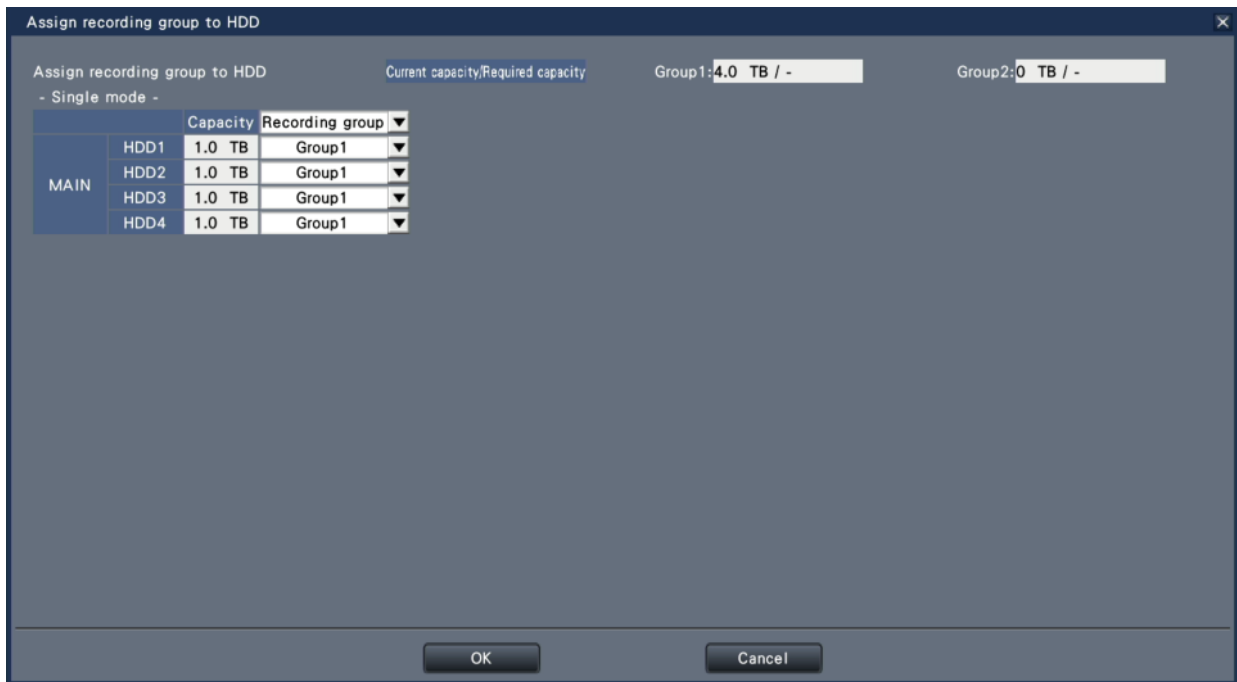 Assign recording group to HDD
Assign recording group to HDD Current capacity/Required capacity Group1: 4.0 TB / - Group2: 0 TB / -
- Single mode -
Capacity Recording group ▼
MAIN
HDD1 1.0 TB Group1 ▼
HDD2 1.0 TB Group1 ▼
HDD3 1.0 TB Group1 ▼
HDD4 1.0 TB Group1 ▼
OK Cancel